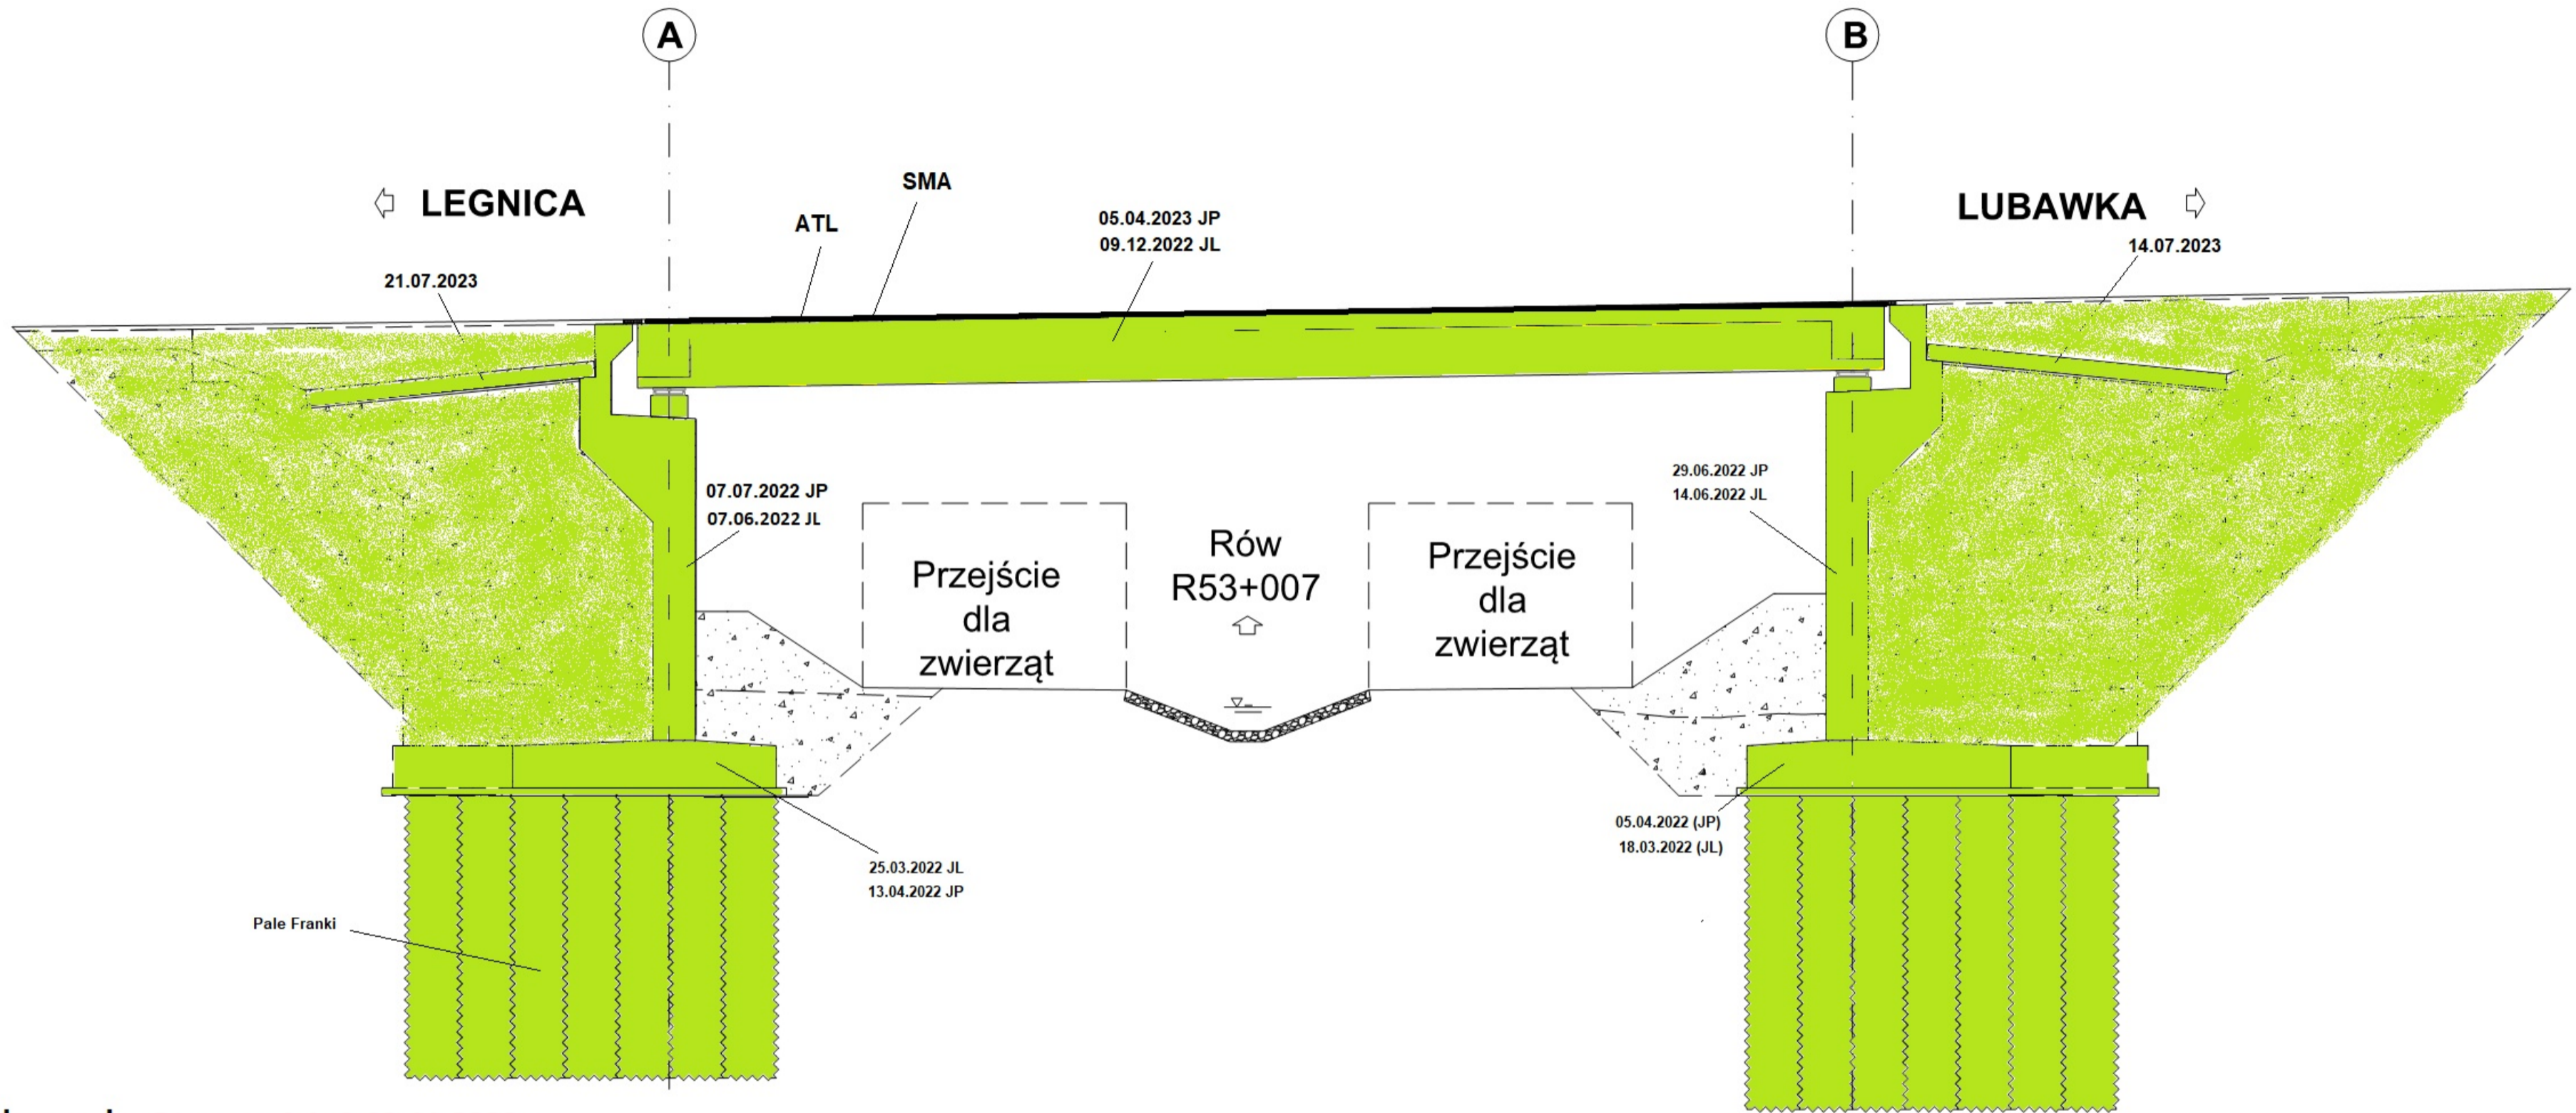 A
B
LEGNICA
LUBAWKA
SMA
ATL
05.04.2023 JP
09.12.2022 JL
14.07.2023
21.07.2023
07.07.2022 JP
07.06.2022 JL
29.06.2022 JP
14.06.2022 JL
Przejście
dla
zwierząt
Rów
R53+007
Przejście
dla
zwierząt
25.03.2022 JL
13.04.2022 JP
05.04.2022 (JP)
18.03.2022 (JL)
Pale Franki